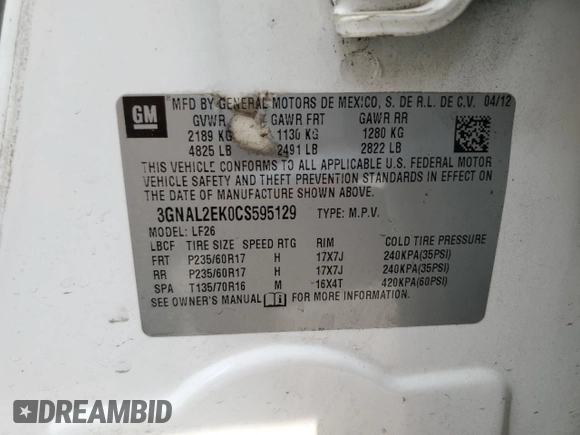 GM
MFD BY GENERAL MOTORS DE MEXICO, S. DE R.L. DE C.V. 04/12
GVWR GAWR FRT GAWR RR
2189 KG 1130 KG 1280 KG
4825 LB 2491 LB 2822 LB
THIS VEHICLE CONFORMS TO ALL APPLICABLE U.S. FEDERAL MOTOR
VEHICLE SAFETY AND THEFT PREVENTION STANDARDS IN EFFECT ON
THE DATE OF MANUFACTURE SHOWN ABOVE.
3GNAL2EK0CS595129 TYPE: M.P.V.
MODEL: LF26
LBCF TIRE SIZE SPEED RTG RIM COLD TIRE PRESSURE
FRT P235/60R17 H 17X7J 240KPA(35PSI)
RR P235/60R17 H 17X7J 240KPA(35PSI)
SPA T135/70R16 M 16X4T 420KPA(60PSI)
SEE OWNER'S MANUAL FOR MORE INFORMATION.
DREAMBID